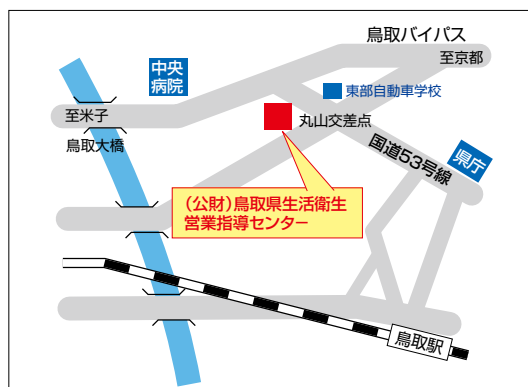 鳥取バイパス
至京都
中央
病院
東部自動車学校
至米子
丸山交差点
鳥取大橋
国道53号線
県庁
(公財)鳥取県生活衛生
営業指導センター
鳥取駅